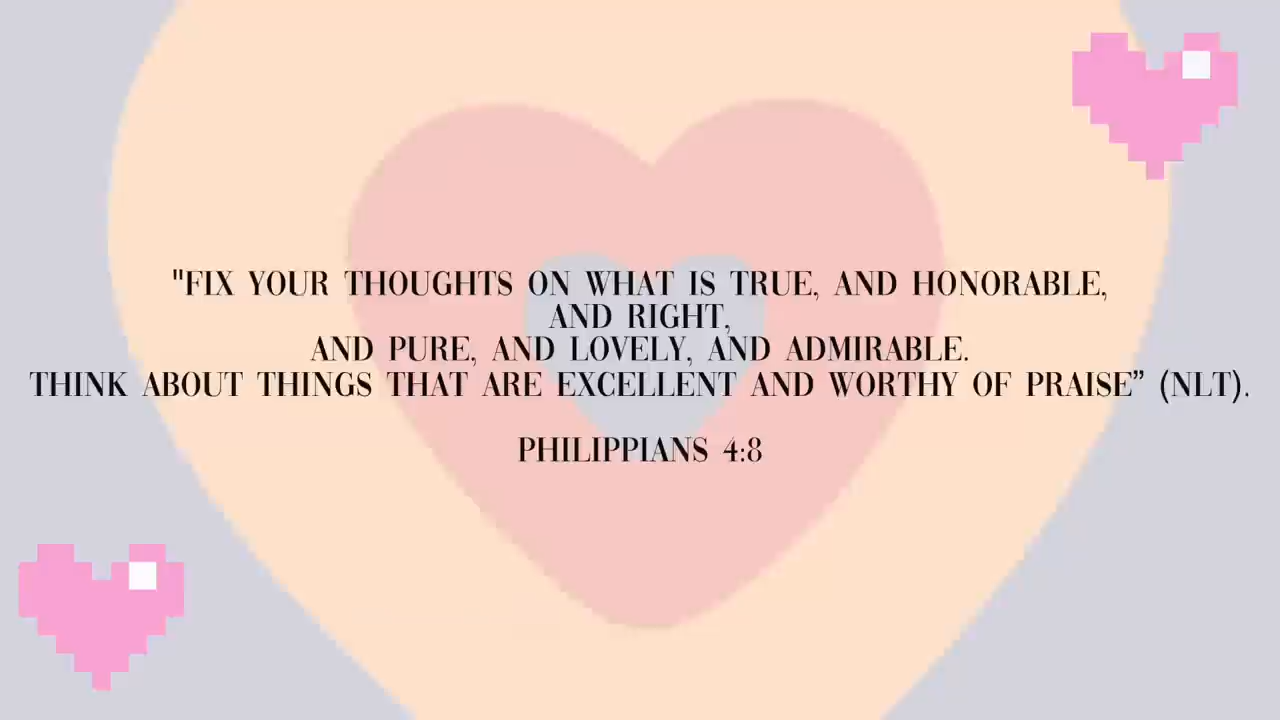 "FIX YOUR THOUGHTS ON WHAT IS TRUE, AND HONORABLE,
AND RIGHT,
AND PURE, AND LOVELY, AND ADMIRABLE.
THINK ABOUT THINGS THAT ARE EXCELLENT AND WORTHY OF PRAISE” (NLT).
PHILIPPIANS 4:8